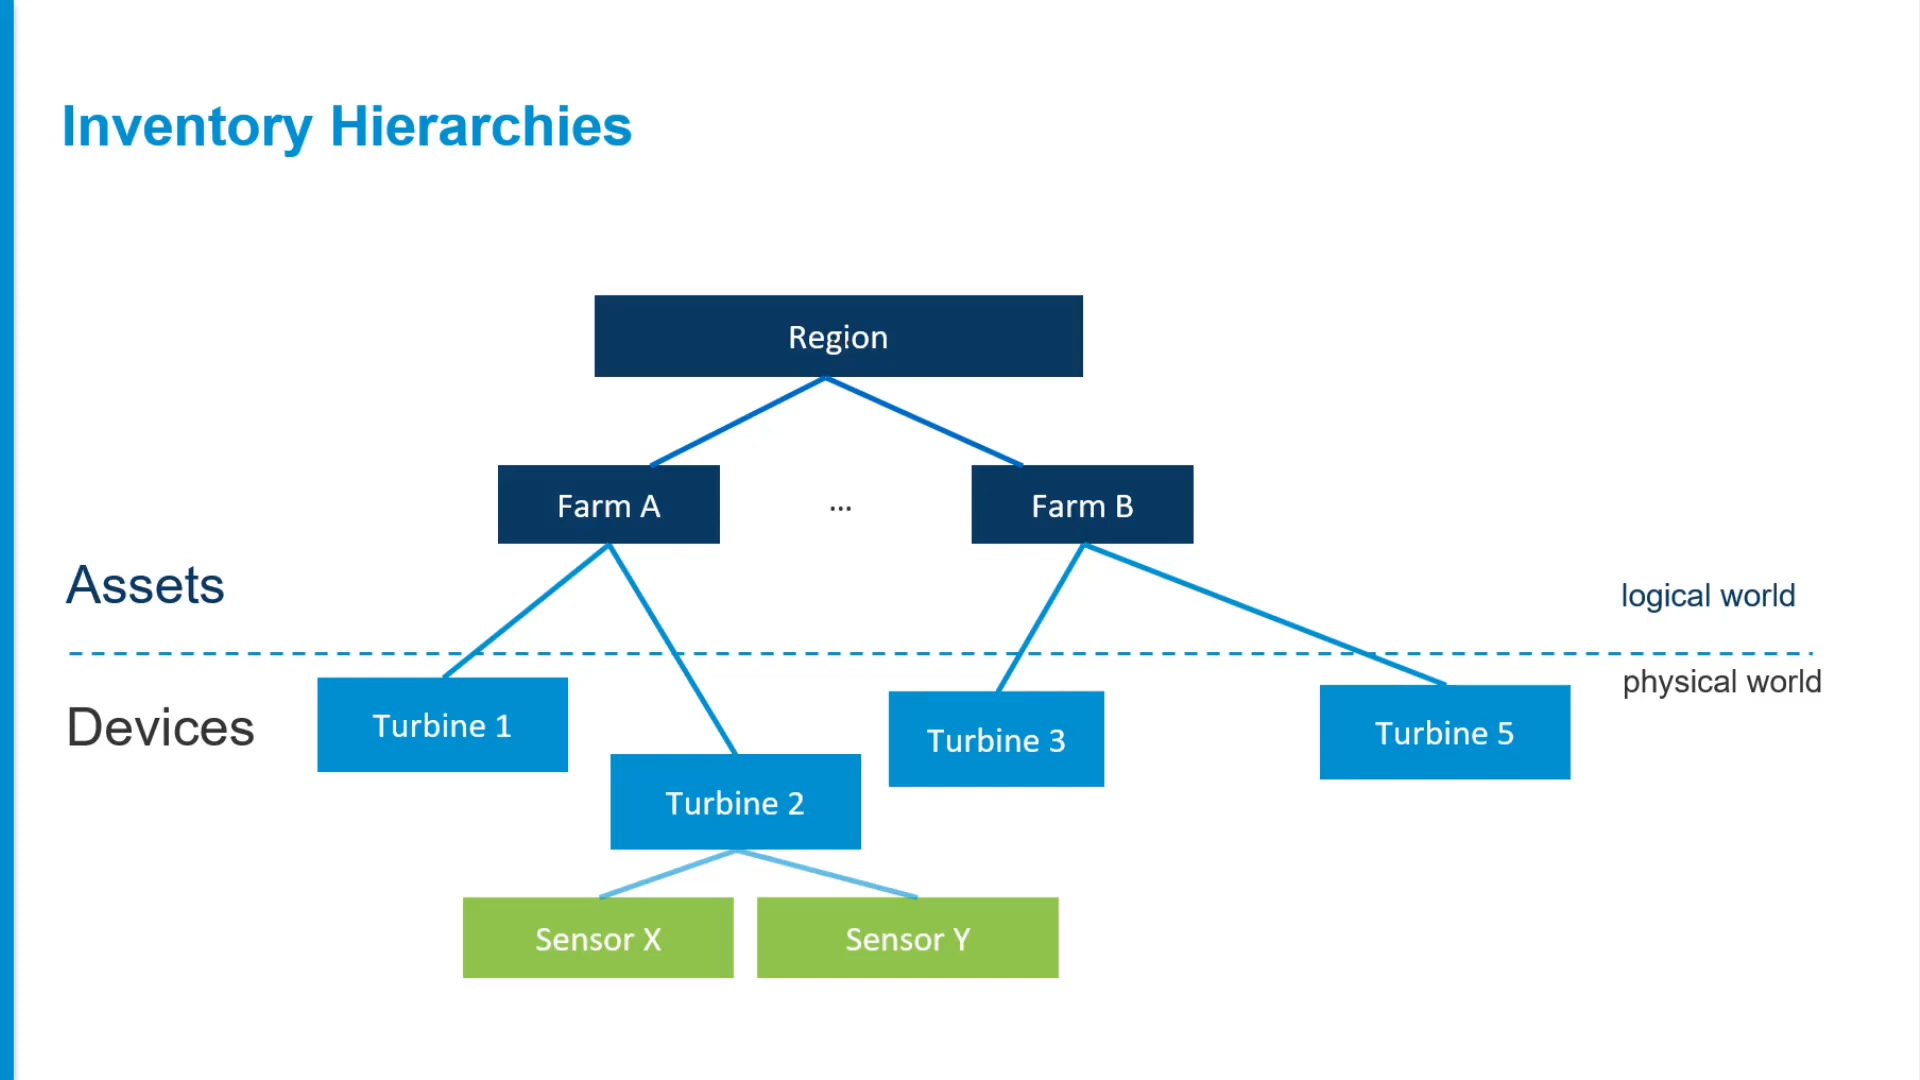 Inventory Hierarchies
Region
Farm A
...
Farm B
Assets
logical world
physical world
Devices
Turbine 1
Turbine 2
Turbine 3
Turbine 5
Sensor X
Sensor Y